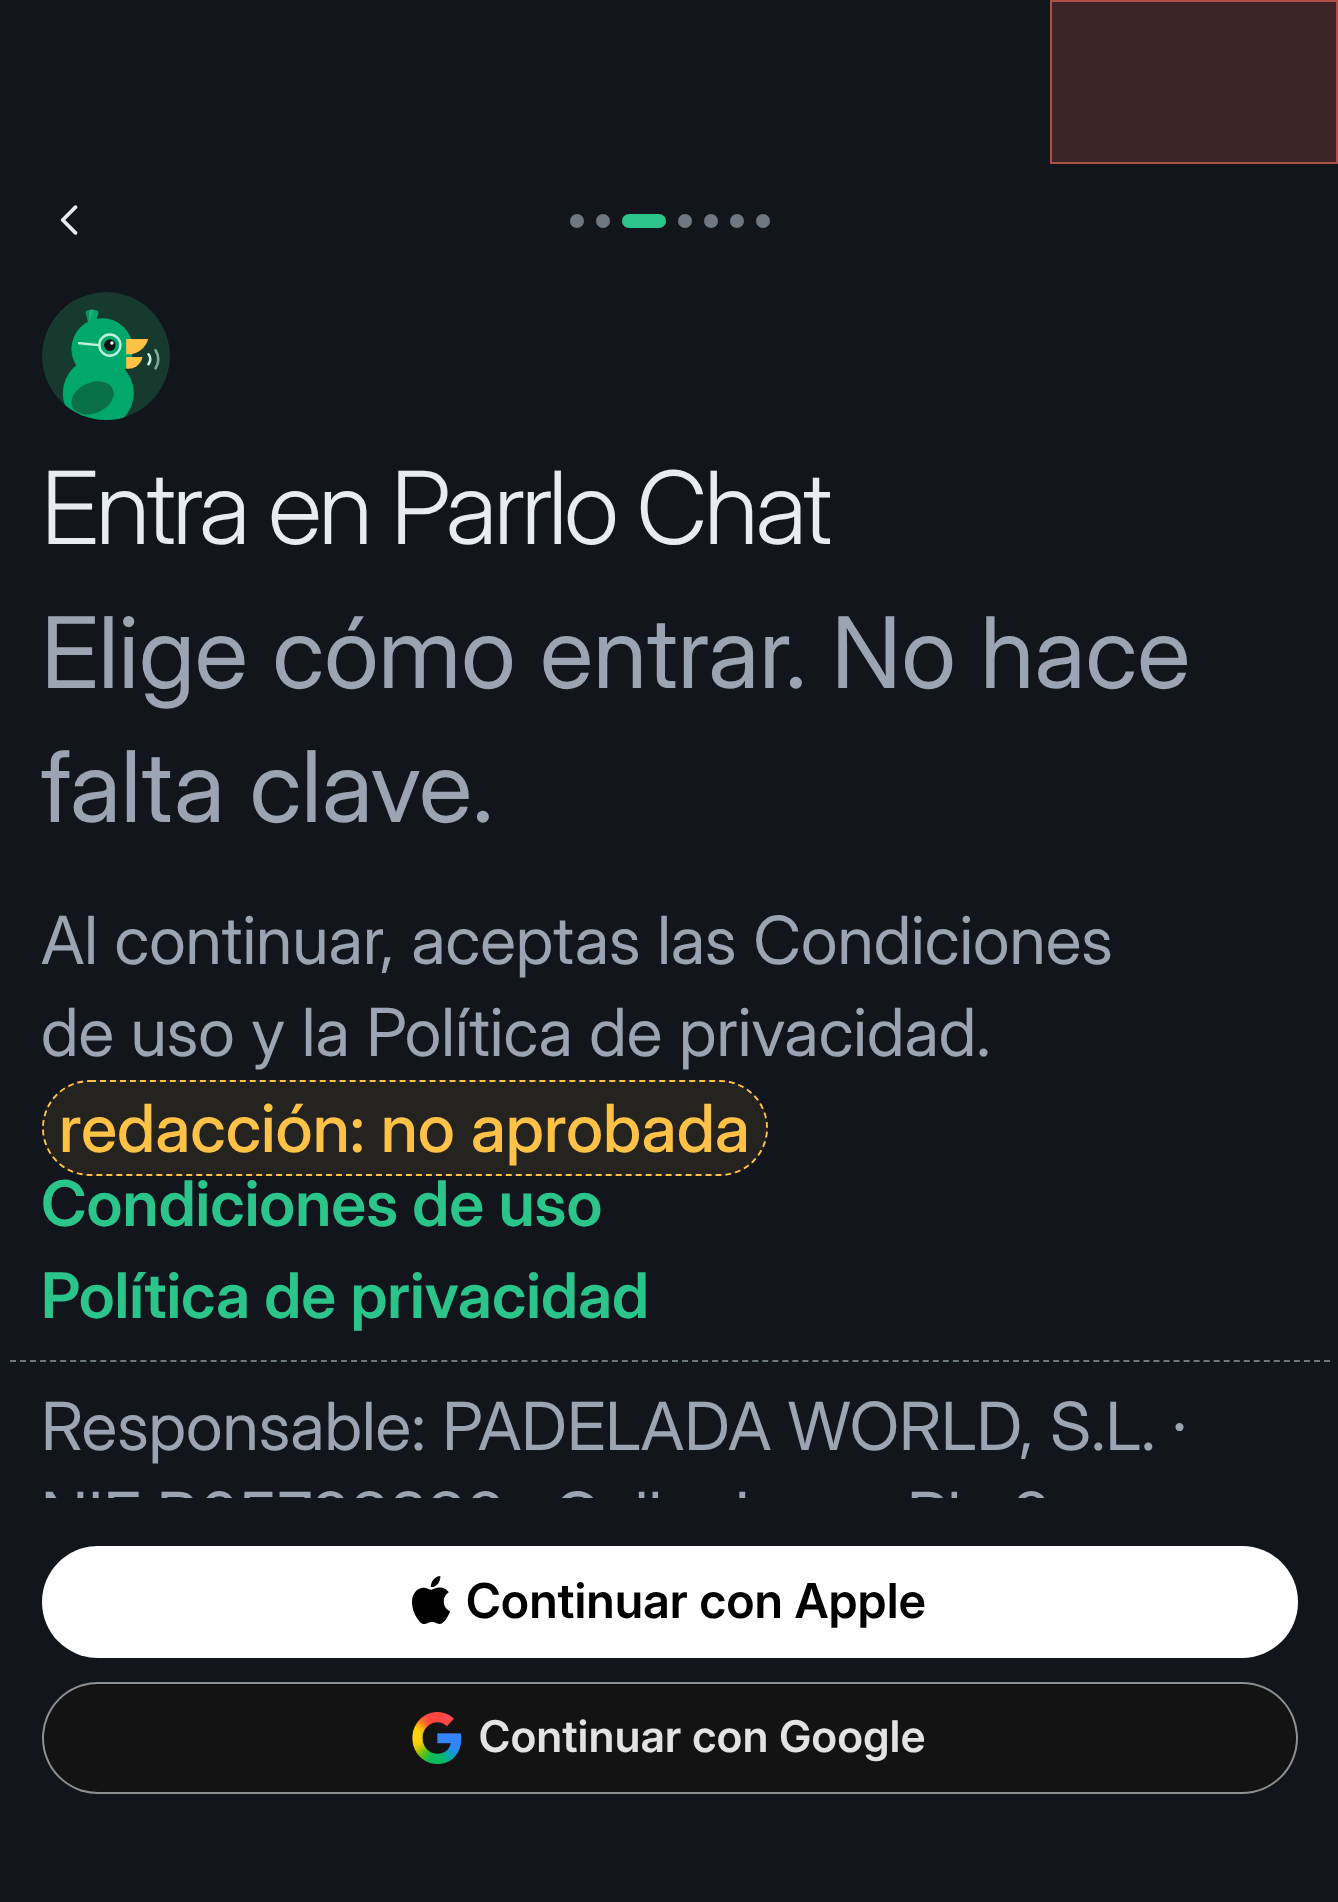 Entra en Parrlo Chat
Elige cómo entrar. No hace
falta clave.
Al continuar, aceptas las Condiciones
de uso y la Política de privacidad.
redacción: no aprobada
Condiciones de uso
Política de privacidad
Responsable: PADELADA WORLD, S.L. ·
Continuar con Apple
Continuar con Google